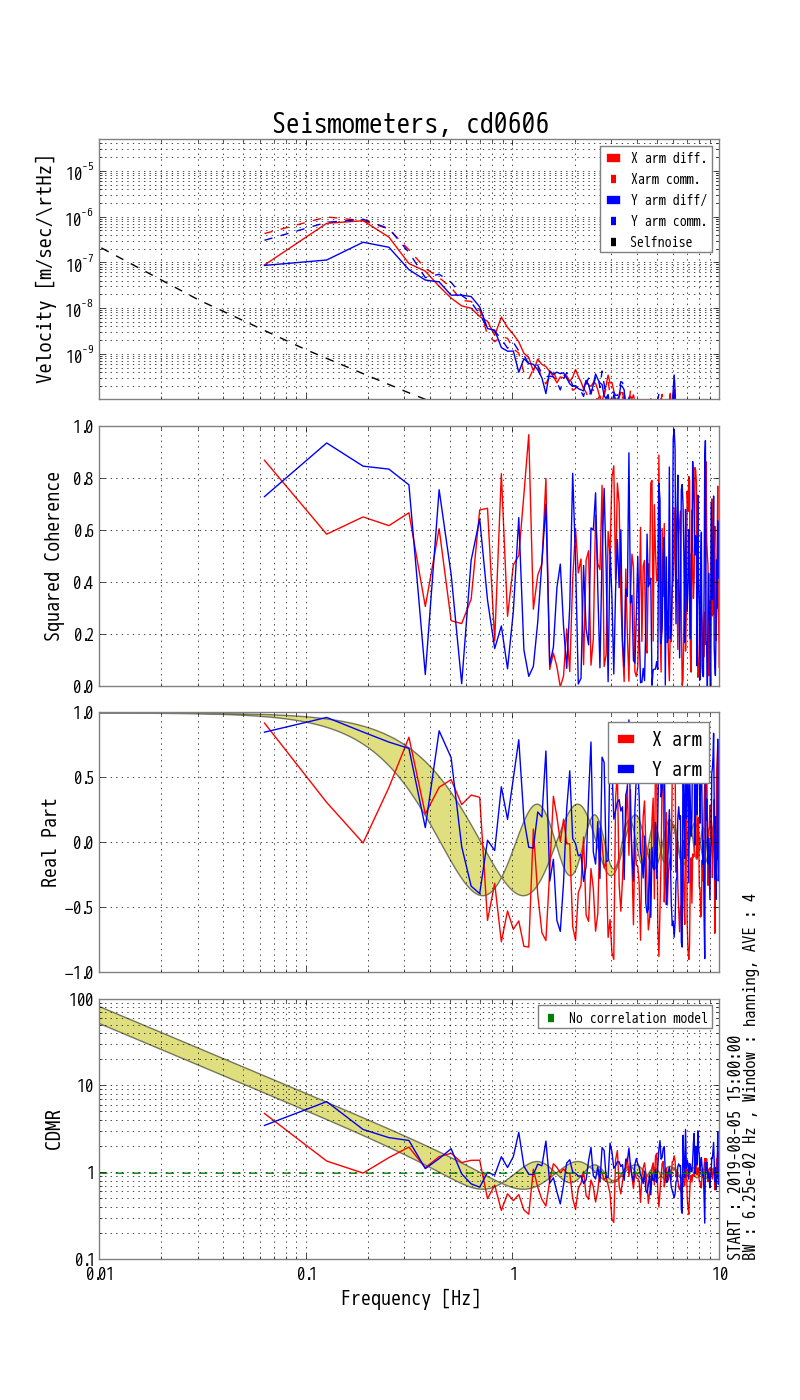 Seismometers, cd0606
Velocity [m/sec/\rtHz]
10^-5
10^-6
10^-7
10^-8
10^-9
X arm diff.
Xarm comm.
Y arm diff/
Y arm comm.
Selfnoise
Squared Coherence
1.0
0.8
0.6
0.4
0.2
0.0
Real Part
1.0
0.5
0.0
−0.5
−1.0
X arm
Y arm
CDMR
100
10
1
0.1
No correlation model
0.01
0.1
1
10
Frequency [Hz]
START : 2019-08-05 15:00:00
BW : 6.25e-02 Hz , Window : hanning, AVE : 4